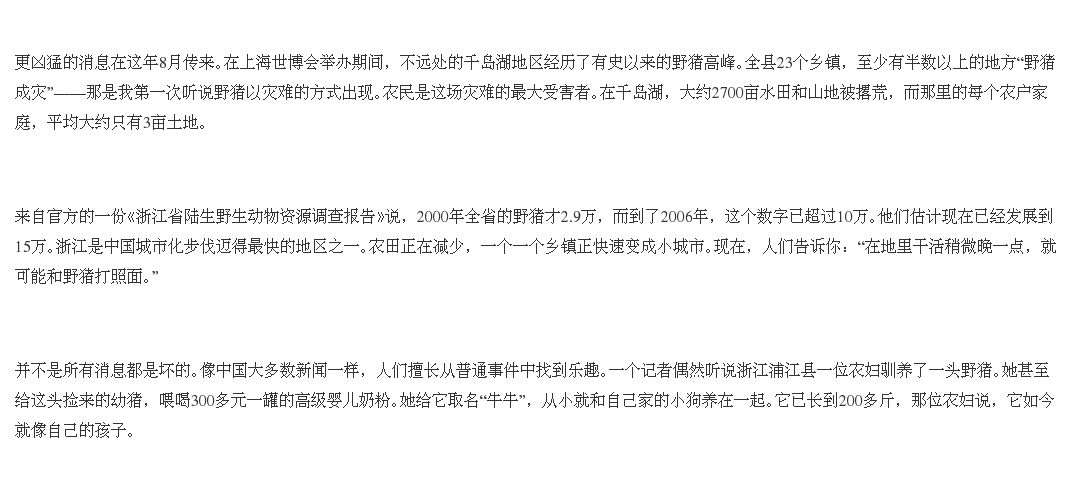 更凶猛的消息在这年8月传来。在上海世博会举办期间，不远处的千岛湖地区经历了有史以来的野猪高峰。全县23个乡镇，至少有半数以上的地方“野猪
成灾”——那是我第一次听说野猪以灾难的方式出现。农民是这场灾难的最大受害者。在千岛湖，大约2700亩水田和山地被撂荒，而那里的每个农户家
庭，平均大约只有3亩土地。
来自官方的一份《浙江省陆生野生动物资源调查报告》说，2000年全省的野猪才2.9万，而到了2006年，这个数字已超过10万。他们估计现在已经发展到
15万。浙江是中国城市化步伐迈得最快的地区之一。农田正在减少，一个一个乡镇正快速变成小城市。现在，人们告诉你：“在地里干活稍微晚一点，就
可能和野猪打照面。”
并不是所有消息都是坏的。像中国大多数新闻一样，人们擅长从普通事件中找到乐趣。一个记者偶然听说浙江浦江县一位农妇驯养了一头野猪。她甚至
给这头捡来的幼猪，喂喝300多元一罐的高级婴儿奶粉。她给它取名“牛牛”，从小就和自己家的小狗养在一起。它已长到200多斤，那位农妇说，它如今
就像自己的孩子。